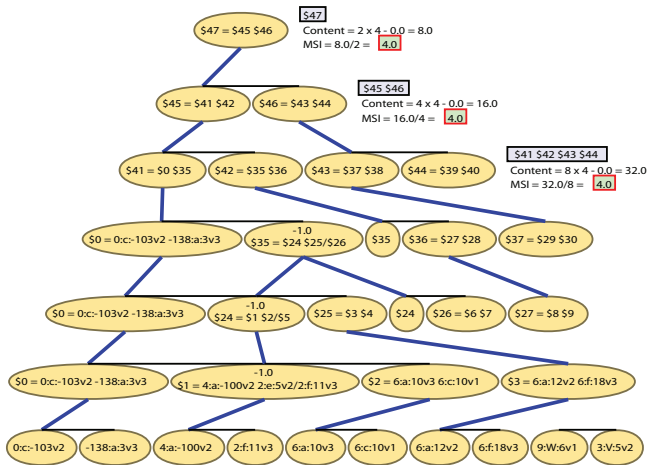 $47
$47 = $45 $46
Content = 2 x 4 - 0.0 = 8.0
MSI = 8.0/2 = 4.0
$45 $46
$45 = $41 $42
$46 = $43 $44
Content = 4 x 4 - 0.0 = 16.0
MSI = 16.0/4 = 4.0
$41 $42 $43 $44
$41 = $0 $35
$42 = $35 $36
$43 = $37 $38
$44 = $39 $40
Content = 8 x 4 - 0.0 = 32.0
MSI = 32.0/8 = 4.0
$0 = 0:c:-103v2 -138:a:3v3
-1.0
$35 = $24 $25/$26
$35
$36 = $27 $28
$37 = $29 $30
$0 = 0:c:-103v2 -138:a:3v3
-1.0
$24 = $1 $2/$5
$25 = $3 $4
$24
$26 = $6 $7
$27 = $8 $9
$0 = 0:c:-103v2 -138:a:3v3
-1.0
$1 = 4:a:-100v2 2:e:5v2/2:f:11v3
$2 = 6:a:10v3 6:c:10v1
$3 = 6:a:12v2 6:f:18v3
0:c:-103v2
-138:a:3v3
4:a:-100v2
2:f:11v3
6:a:10v3
6:c:10v1
6:a:12v2
6:f:18v3
9:W:6v1
3:V:5v2